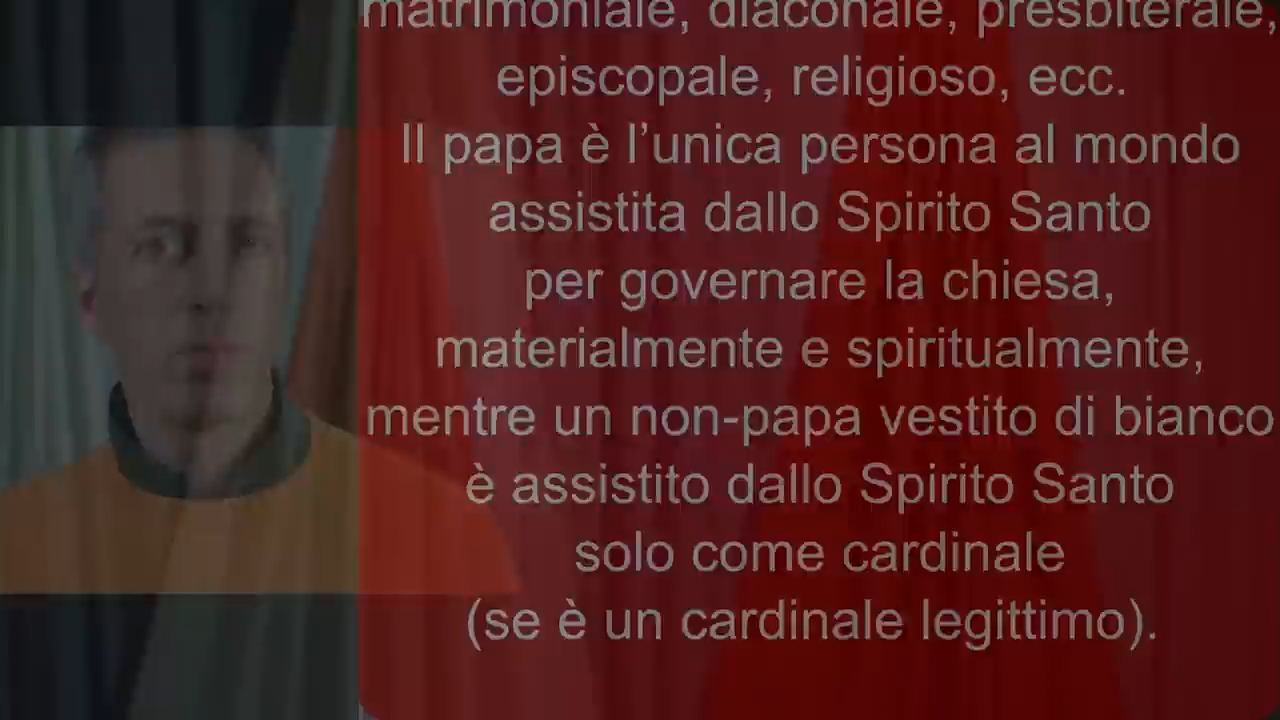 matrimoniale, diaconale, presbiterale,
episcopale, religioso, ecc.
Il papa è l’unica persona al mondo
assistita dallo Spirito Santo
per governare la chiesa,
materialmente e spiritualmente,
mentre un non-papa vestito di bianco
è assistito dallo Spirito Santo
solo come cardinale
(se è un cardinale legittimo).